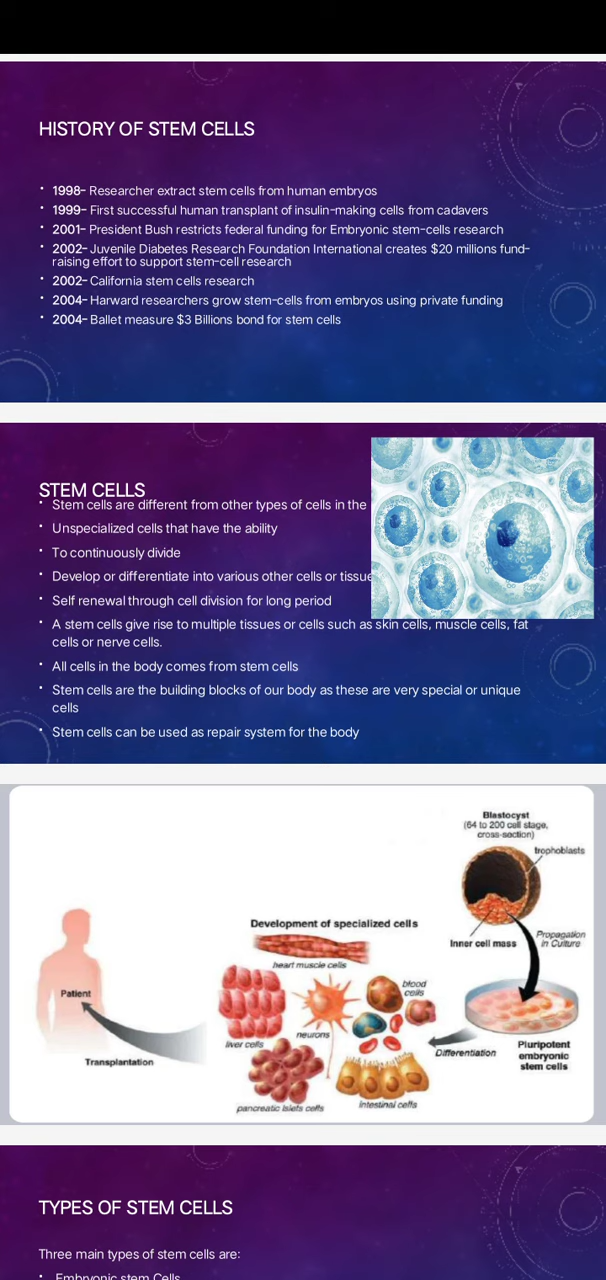 HISTORY OF STEM CELLS
• 1998- Researcher extract stem cells from human embryos
• 1999- First successful human transplant of insulin-making cells from cadavers
• 2001- President Bush restricts federal funding for Embryonic stem-cells research
• 2002- Juvenile Diabetes Research Foundation International creates $20 millions fund-
raising effort to support stem-cell research
• 2002- California stem cells research
• 2004- Harward researchers grow stem-cells from embryos using private funding
• 2004- Ballet measure $3 Billions bond for stem cells
STEM CELLS
• Stem cells are different from other types of cells in the
• Unspecialized cells that have the ability
• To continuously divide
• Develop or differentiate into various other cells or tissue
• Self renewal through cell division for long period
• A stem cells give rise to multiple tissues or cells such as skin cells, muscle cells, fat
cells or nerve cells.
• All cells in the body comes from stem cells
• Stem cells are the building blocks of our body as these are very special or unique
cells
• Stem cells can be used as repair system for the body
Blastocyst
(64 to 200 cell stage,
cross-section)
trophoblasts
Inner cell mass
Propagation
in Culture
Development of specialized cells
heart muscle cells
blood
cells
liver cells
neurons
pancreatic islets cells
intestinal cells
Differentiation
Pluripotent
embryonic
stem cells
Patient
Transplantation
TYPES OF STEM CELLS
Three main types of stem cells are:
• Embryonic stem Cells